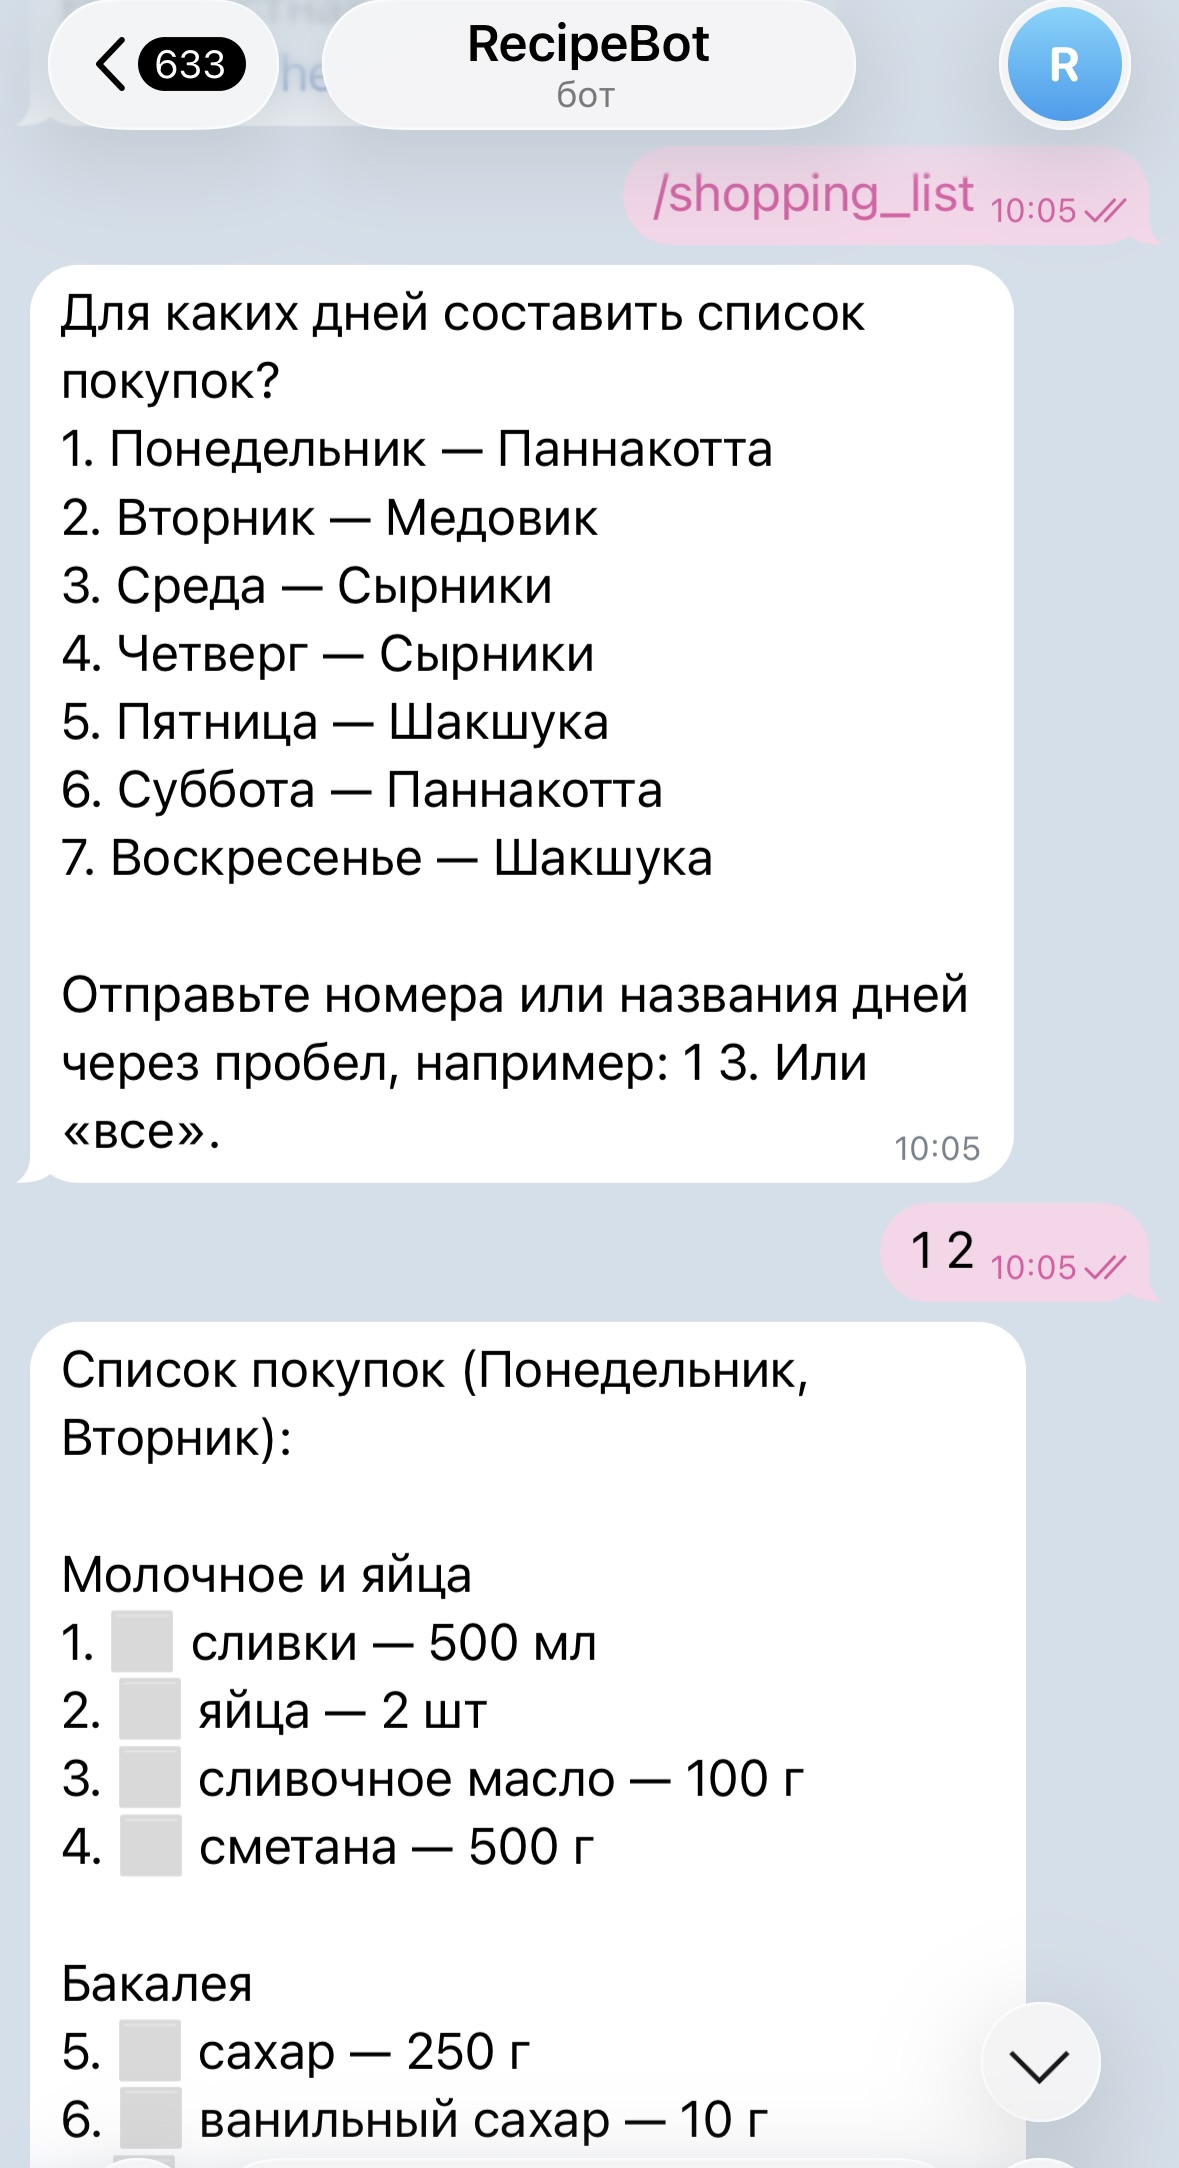 633
RecipeBot
бот
R
he
/shopping_list 10:05
Для каких дней составить список
покупок?
1. Понедельник — Паннакотта
2. Вторник — Медовик
3. Среда — Сырники
4. Четверг — Сырники
5. Пятница — Шакшука
6. Суббота — Паннакотта
7. Воскресенье — Шакшука
Отправьте номера или названия дней
через пробел, например: 1 3. Или
«все».
10:05
1 2 10:05
Список покупок (Понедельник,
Вторник):
Молочное и яйца
1. сливки — 500 мл
2. яйца — 2 шт
3. сливочное масло — 100 г
4. сметана — 500 г
Бакалея
5. сахар — 250 г
6. ванильный сахар — 10 г